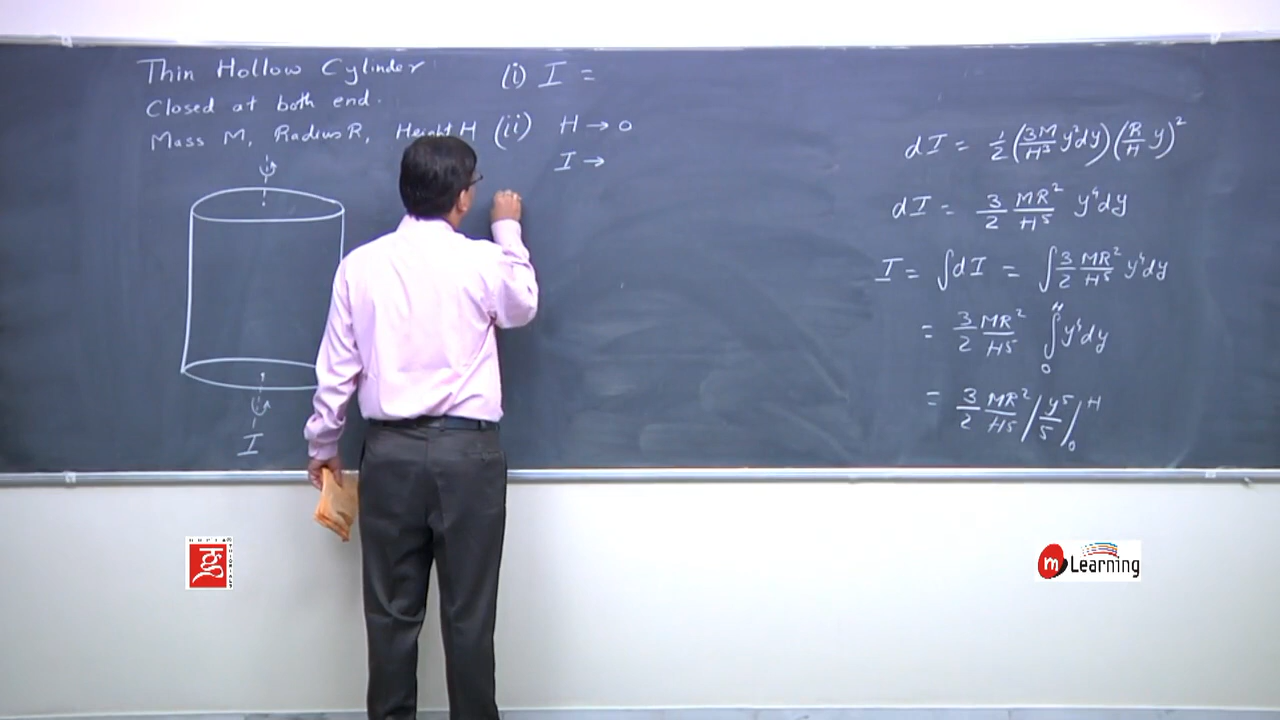 Thin Hollow Cylinder
Closed at both end.
Mass M, Radius R, Height H
I
(i) I =
(ii) H → 0
I →
dI = 1/2 (3M/H³ y²dy) (R/H y)²
dI = 3/2 MR²/H⁵ y⁴dy
I = ∫dI = ∫ 3/2 MR²/H⁵ y⁴dy
= 3/2 MR²/H⁵ ∫₀ᴴ y⁴dy
= 3/2 MR²/H⁵ / y⁵/5 /₀ᴴ
m Learning